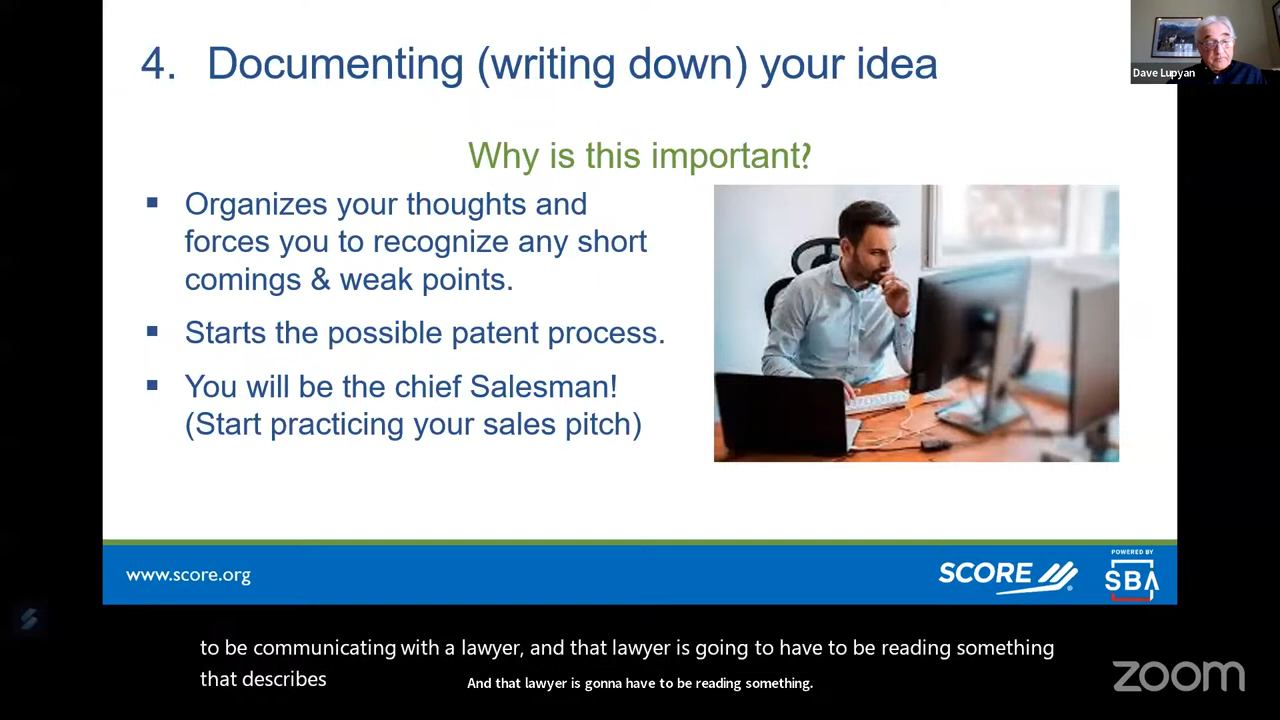 4. Documenting (writing down) your idea
Dave Lupyan
Why is this important?
▪ Organizes your thoughts and
forces you to recognize any short
comings & weak points.
▪ Starts the possible patent process.
▪ You will be the chief Salesman!
(Start practicing your sales pitch)
www.score.org
SCORE
®
POWERED BY
SBA
to be communicating with a lawyer, and that lawyer is going to have to be reading something
that describes
And that lawyer is gonna have to be reading something.
zoom